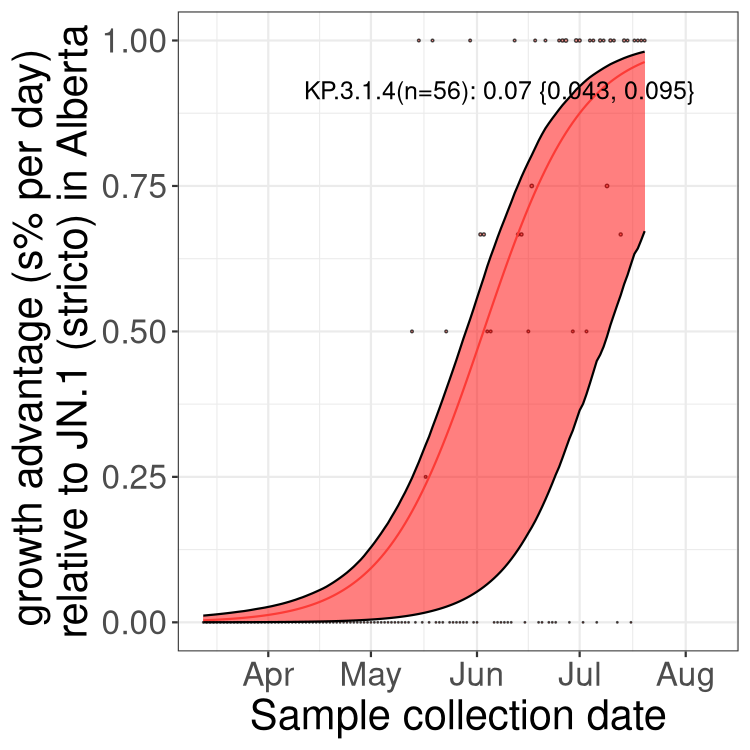 growth advantage (s% per day)
relative to JN.1 (stricto) in Alberta
1.00
0.75
0.50
0.25
0.00
KP.3.1.4(n=56): 0.07 {0.043, 0.095}
Apr May Jun Jul Aug
Sample collection date